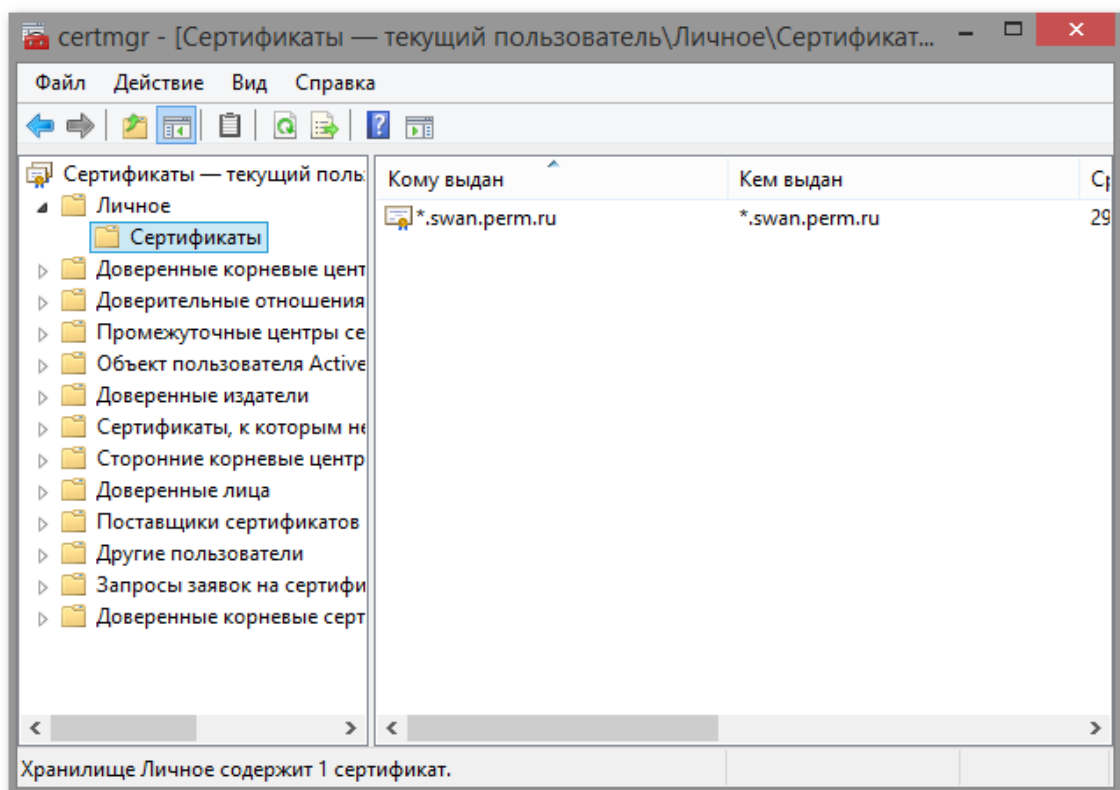 certmgr - [Сертификаты — текущий пользователь\Личное\Сертификат...
Файл Действие Вид Справка
Сертификаты — текущий поль
Личное
Сертификаты
Доверенные корневые цент
Доверительные отношения
Промежуточные центры се
Объект пользователя Active
Доверенные издатели
Сертификаты, к которым не
Сторонние корневые центр
Доверенные лица
Поставщики сертификатов
Другие пользователи
Запросы заявок на сертифи
Доверенные корневые серт
Кому выдан Кем выдан Ср
*.swan.perm.ru *.swan.perm.ru 29
Хранилище Личное содержит 1 сертификат.